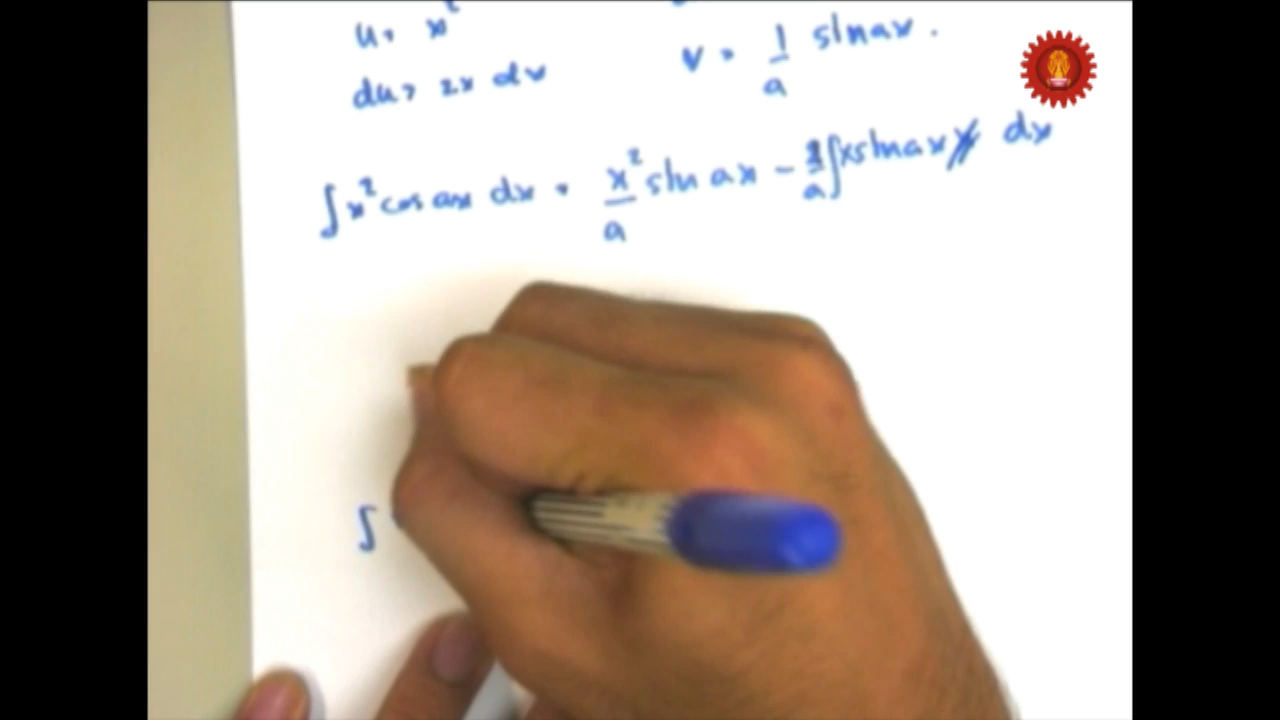 u = x²
du = 2x dx
v = 1/a sin ax .
∫x² cos ax dx = x²/a sin ax - 2/a ∫x sin ax dx
∫